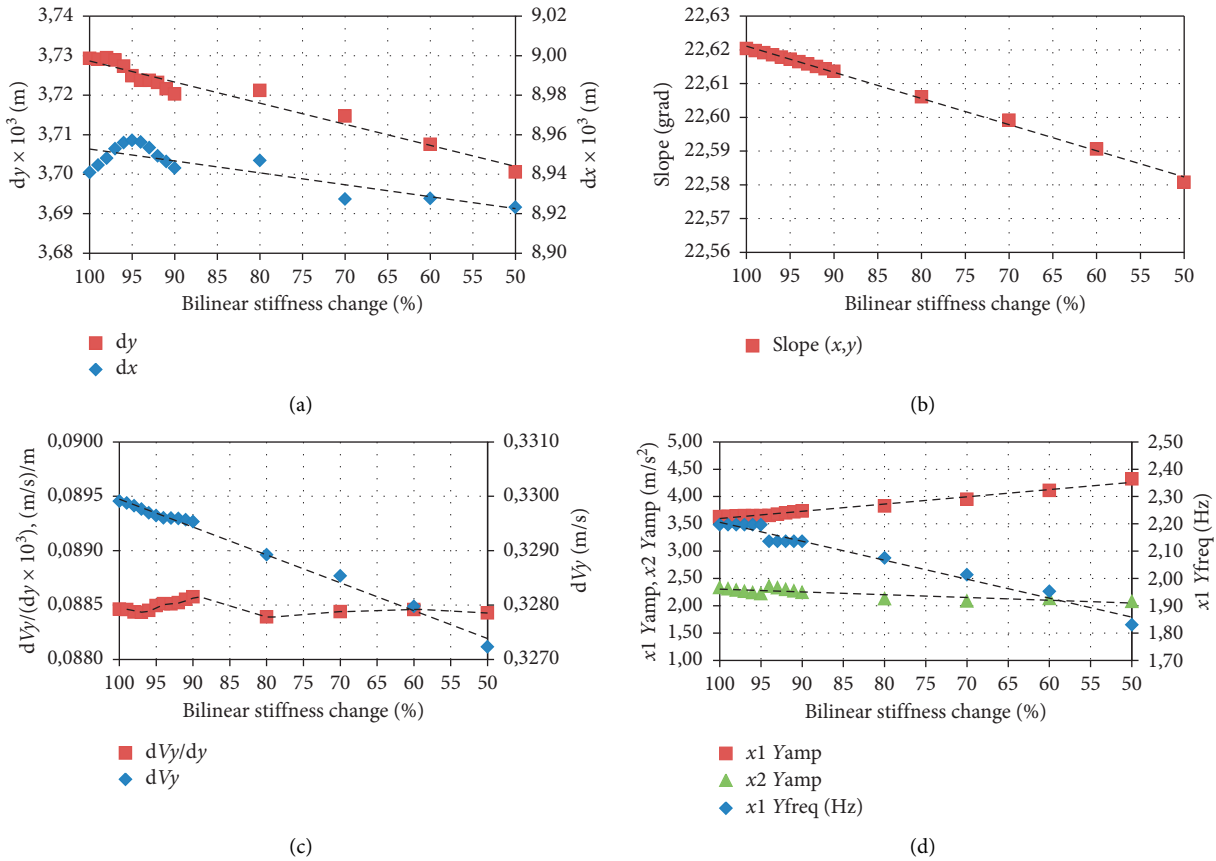 3,74
3,73
3,72
3,71
3,70
3,69
3,68
dy × 10³ (m)
9,02
9,00
8,98
8,96
8,94
8,92
8,90
dx × 10³ (m)
100 95 90 85 80 75 70 65 60 55 50
Bilinear stiffness change (%)
dy
dx
(a)
22,63
22,62
22,61
22,60
22,59
22,58
22,57
22,56
Slope (grad)
100 95 90 85 80 75 70 65 60 55 50
Bilinear stiffness change (%)
Slope (x,y)
(b)
0,0900
0,0895
0,0890
0,0885
0,0880
dVy/(dy × 10³), (m/s)/m
0,3310
0,3300
0,3290
0,3280
0,3270
dVy (m/s)
100 95 90 85 80 75 70 65 60 55 50
Bilinear stiffness change (%)
dVy/dy
dVy
(c)
5,00
4,50
4,00
3,50
3,00
2,50
2,00
1,50
1,00
x1 Yamp, x2 Yamp (m/s²)
2,50
2,40
2,30
2,20
2,10
2,00
1,90
1,80
1,70
x1 Yfreq (Hz)
100 95 90 85 80 75 70 65 60 55 50
Bilinear stiffness change (%)
x1 Yamp
x2 Yamp
x1 Yfreq (Hz)
(d)